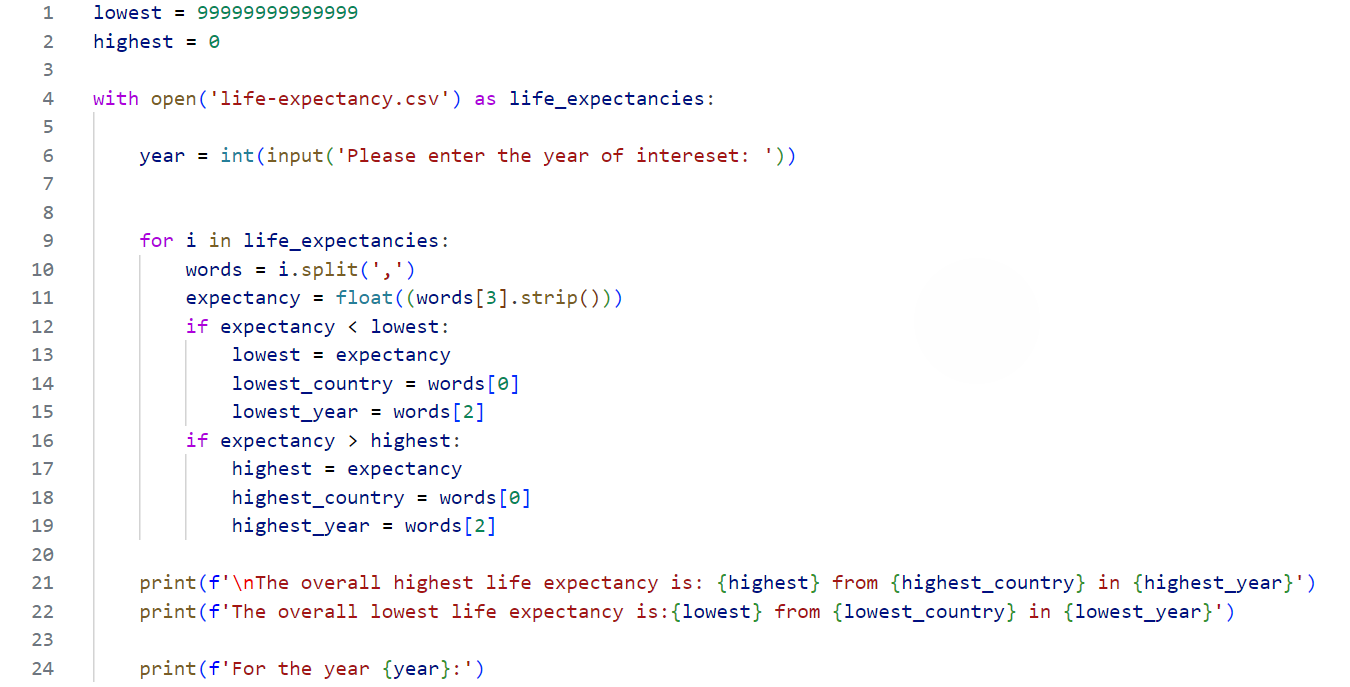 1 lowest = 99999999999999
2 highest = 0
3
4 with open('life-expectancy.csv') as life_expectancies:
5
6     year = int(input('Please enter the year of intereset: '))
7
8
9     for i in life_expectancies:
10         words = i.split(',')
11         expectancy = float((words[3].strip()))
12         if expectancy < lowest:
13             lowest = expectancy
14             lowest_country = words[0]
15             lowest_year = words[2]
16         if expectancy > highest:
17             highest = expectancy
18             highest_country = words[0]
19             highest_year = words[2]
20
21     print(f'\nThe overall highest life expectancy is: {highest} from {highest_country} in {highest_year}')
22     print(f'The overall lowest life expectancy is:{lowest} from {lowest_country} in {lowest_year}')
23
24     print(f'For the year {year}:')